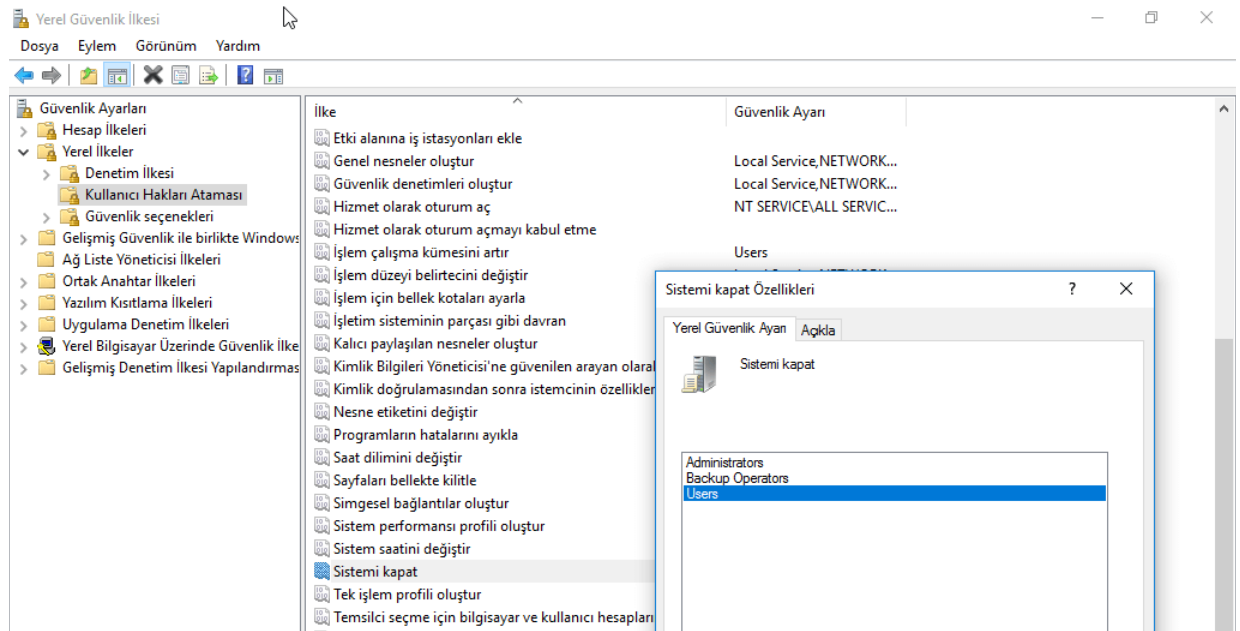 Yerel Güvenlik İlkesi
Dosya Eylem Görünüm Yardım
Güvenlik Ayarları
Hesap İlkeleri
Yerel İlkeler
Denetim İlkesi
Kullanıcı Hakları Ataması
Güvenlik seçenekleri
Gelişmiş Güvenlik ile birlikte Windows
Ağ Liste Yöneticisi İlkeleri
Ortak Anahtar İlkeleri
Yazılım Kısıtlama İlkeleri
Uygulama Denetim İlkeleri
Yerel Bilgisayar Üzerinde Güvenlik İlke
Gelişmiş Denetim İlkesi Yapılandırmas
İlke Güvenlik Ayarı
Etki alanına iş istasyonları ekle
Genel nesneler oluştur Local Service,NETWORK...
Güvenlik denetimleri oluştur Local Service,NETWORK...
Hizmet olarak oturum aç NT SERVICE\ALL SERVIC...
Hizmet olarak oturum açmayı kabul etme
İşlem çalışma kümesini artır Users
İşlem düzeyi belirtecini değiştir
İşlem için bellek kotaları ayarla
İşletim sisteminin parçası gibi davran
Kalıcı paylaşılan nesneler oluştur
Kimlik Bilgileri Yöneticisi'ne güvenilen arayan olaral
Kimlik doğrulamasından sonra istemcinin özellikler
Nesne etiketini değiştir
Programların hatalarını ayıkla
Saat dilimini değiştir
Sayfaları bellekte kilitle
Simgesel bağlantılar oluştur
Sistem performansı profili oluştur
Sistem saatini değiştir
Sistemi kapat
Tek işlem profili oluştur
Temsilci seçme için bilgisayar ve kullanıcı hesapları
Sistemi kapat Özellikleri ?
Yerel Güvenlik Ayarı Açıkla
Sistemi kapat
Administrators
Backup Operators
Users